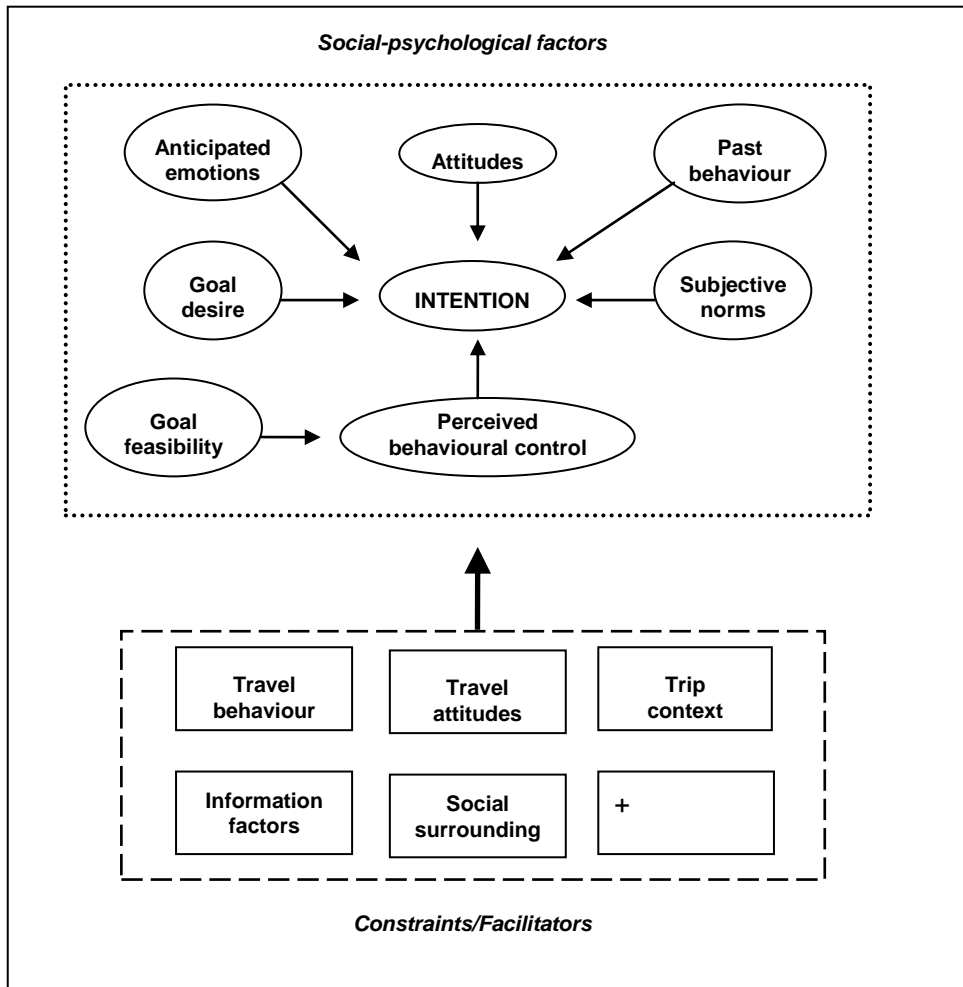 Social-psychological factors
Anticipated
emotions
Attitudes
Past
behaviour
Goal
desire
INTENTION
Subjective
norms
Goal
feasibility
Perceived
behavioural control
Travel
behaviour
Travel
attitudes
Trip
context
Information
factors
Social
surrounding
+
Constraints/Facilitators